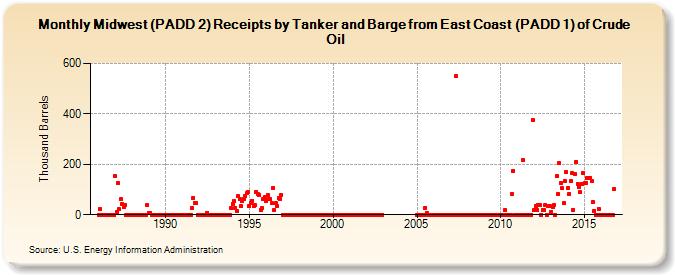 Monthly Midwest (PADD 2) Receipts by Tanker and Barge from East Coast (PADD 1) of Crude
Oil
Thousand Barrels
600
400
200
0
1990 1995 2000 2005 2010 2015
Source: U.S. Energy Information Administration